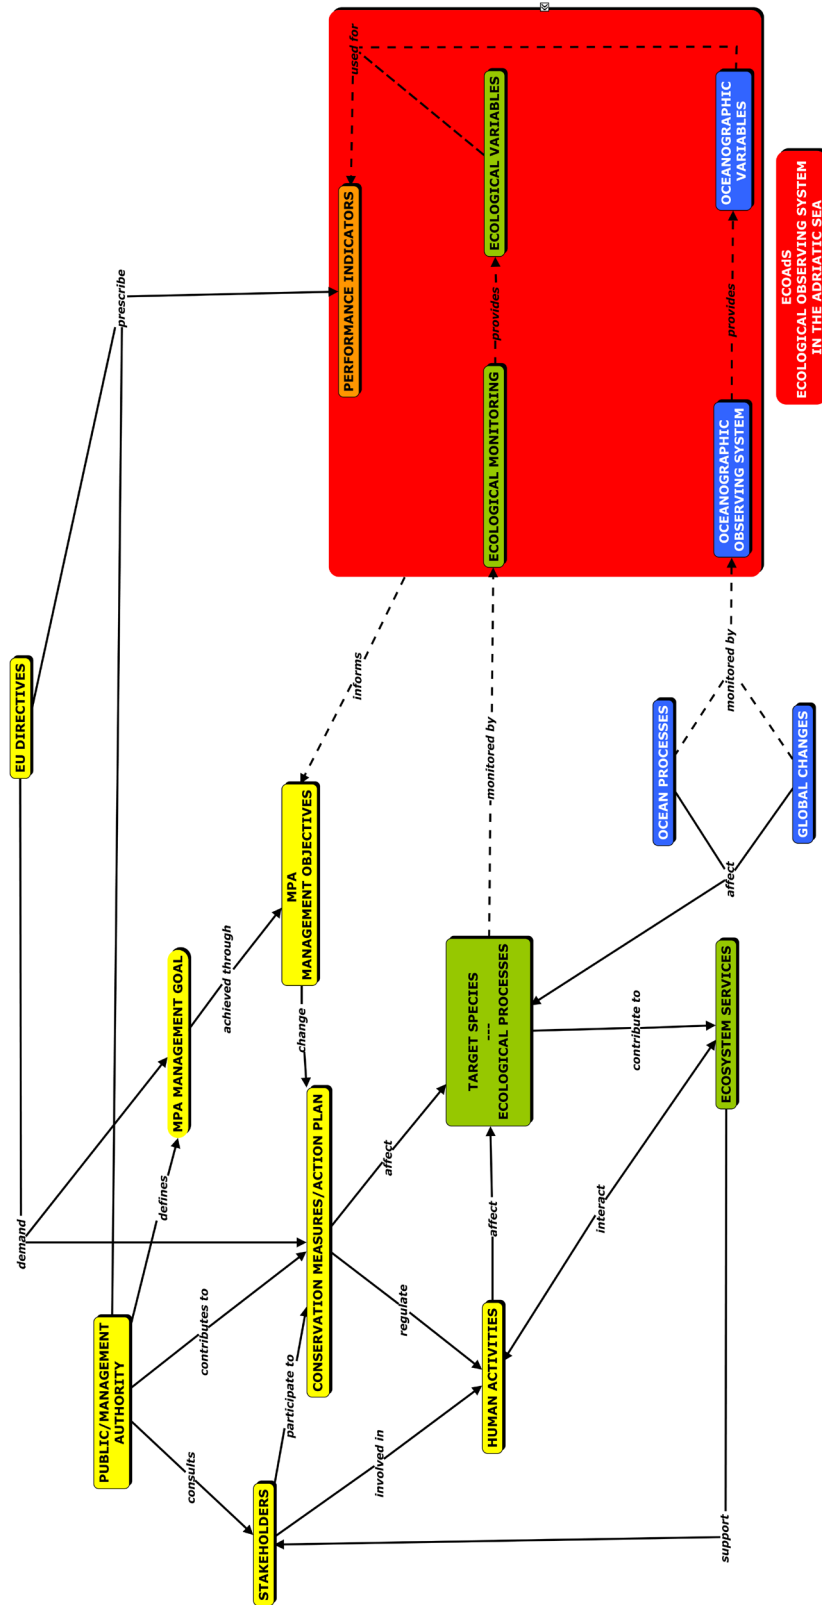 EU DIRECTIVES
demand
prescribe
PUBLIC/MANAGEMENT
AUTHORITY
defines
MPA MANAGEMENT GOAL
achieved through
consults
contributes to
STAKEHOLDERS
participate to
CONSERVATION MEASURES/ACTION PLAN
change
MPA
MANAGEMENT OBJECTIVES
informs
PERFORMANCE INDICATORS
used for
involved in
regulate
affect
HUMAN ACTIVITIES
affect
TARGET SPECIES
---
ECOLOGICAL PROCESSES
monitored by
ECOLOGICAL MONITORING
provides
ECOLOGICAL VARIABLES
interact
contribute to
OCEAN PROCESSES
support
ECOSYSTEM SERVICES
affect
monitored by
OCEANOGRAPHIC
OBSERVING SYSTEM
provides
OCEANOGRAPHIC
VARIABLES
GLOBAL CHANGES
ECOAdS
ECOLOGICAL OBSERVING SYSTEM
IN THE ADRIATIC SEA